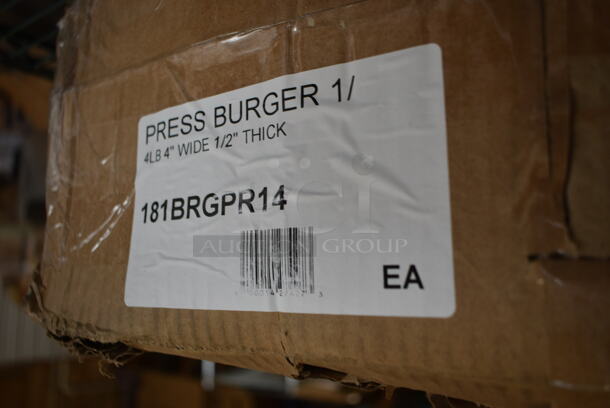 PRESS BURGER 1/
4LB 4" WIDE 1/2" THICK
181BRGPR14
AUCTION GROUP
EA